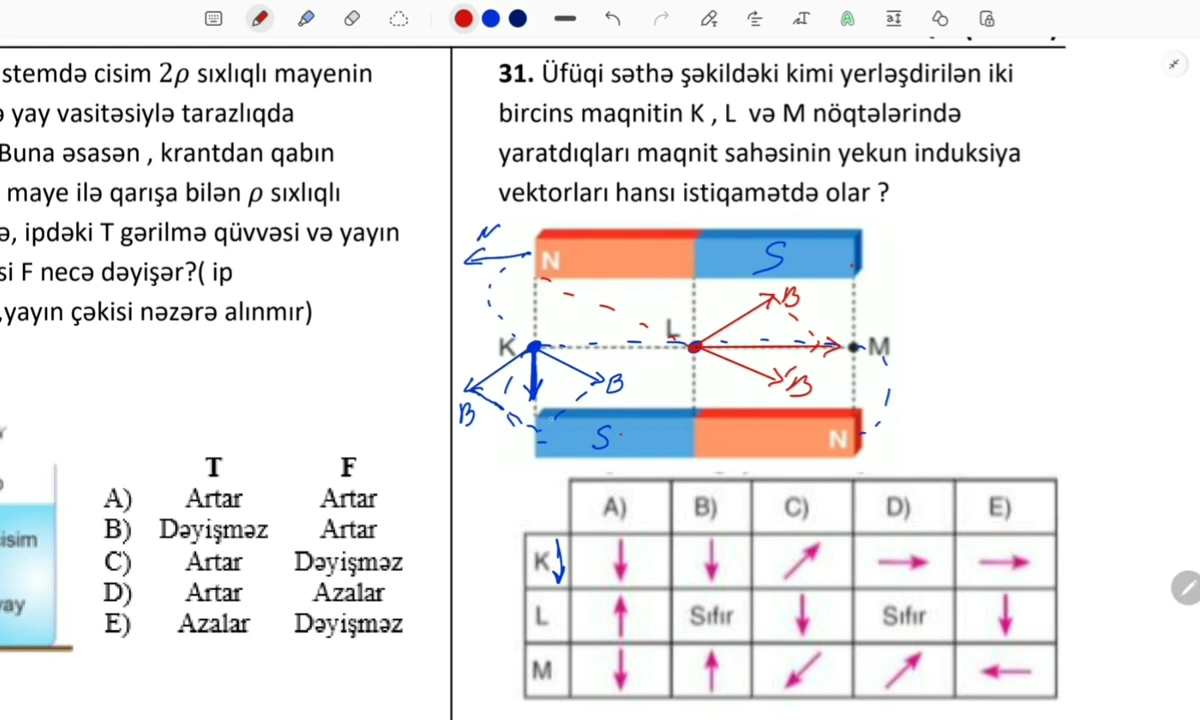 stemdə cisim 2ρ sıxlıqlı mayenin
ə yay vasitəsiylə tarazlıqda
Buna əsasən , krantdan qabın
maye ilə qarışa bilən ρ sıxlıqlı
ə, ipdəki T gərilmə qüvvəsi və yayın
si F necə dəyişər?( ip
,yayın çəkisi nəzərə alınmır)
isim
yay
T F
A) Artar Artar
B) Dəyişməz Artar
C) Artar Dəyişməz
D) Artar Azalar
E) Azalar Dəyişməz
31. Üfüqi səthə şəkildəki kimi yerləşdirilən iki
bircins maqnitin K , L və M nöqtələrində
yaratdıqları maqnit sahəsinin yekun induksiya
vektorları hansı istiqamətdə olar ?
N
N S
B
K L M
B B
B
S N
A) B) C) D) E)
K
L Sıfır Sıfır
M